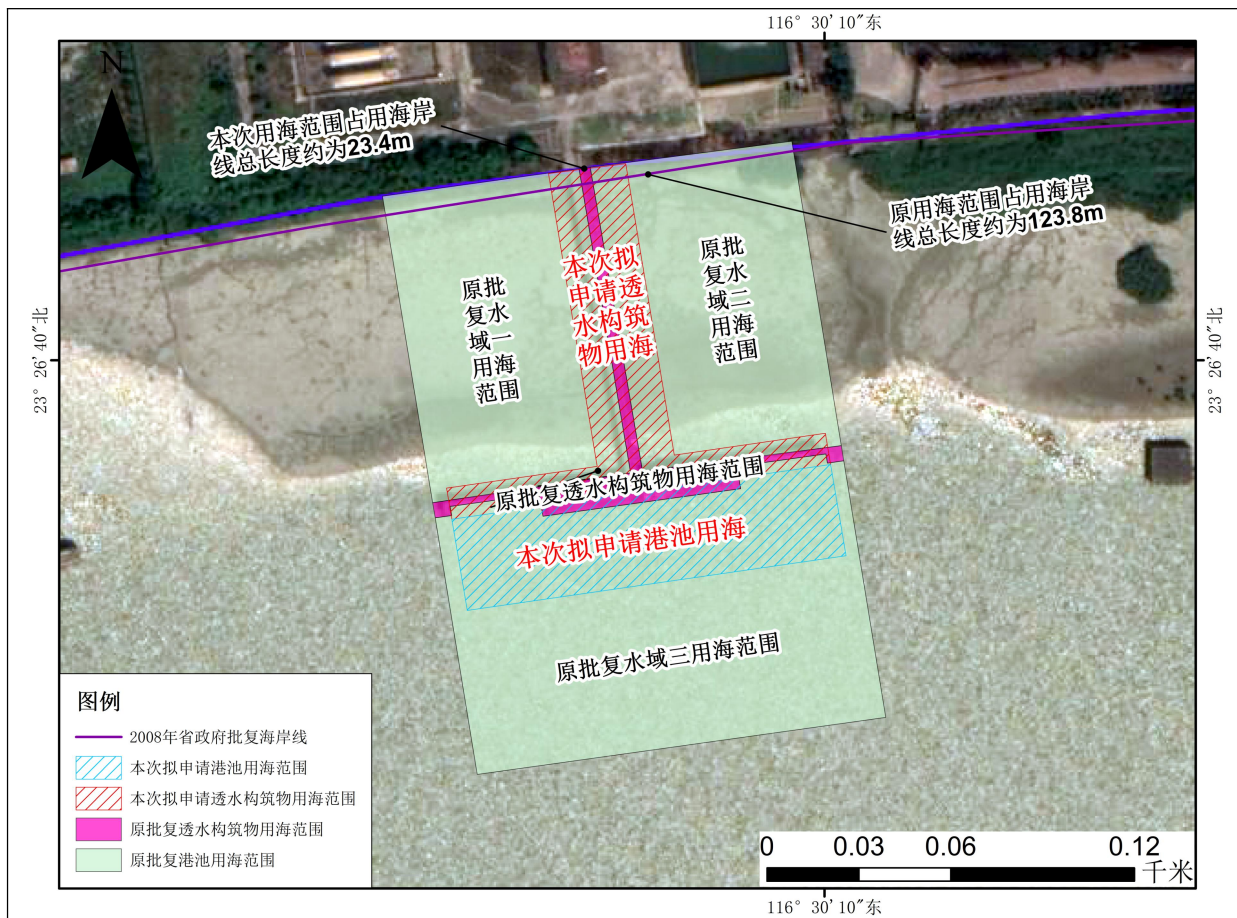 116° 30′ 10″东
N
本次用海范围占用海岸
线总长度约为23.4m
原用海范围占用海岸
线总长度约为123.8m
23° 26′ 40″北
23° 26′ 40″北
原批
复水
域一
用海
范围
本次拟
申请透
水构筑
物用海
原批
复水
域二
用海
范围
原批复透水构筑物用海范围
本次拟申请港池用海
原批复水域三用海范围
图例
2008年省政府批复海岸线
本次拟申请港池用海范围
本次拟申请透水构筑物用海范围
原批复透水构筑物用海范围
原批复港池用海范围
0 0.03 0.06 0.12
千米
116° 30′ 10″东